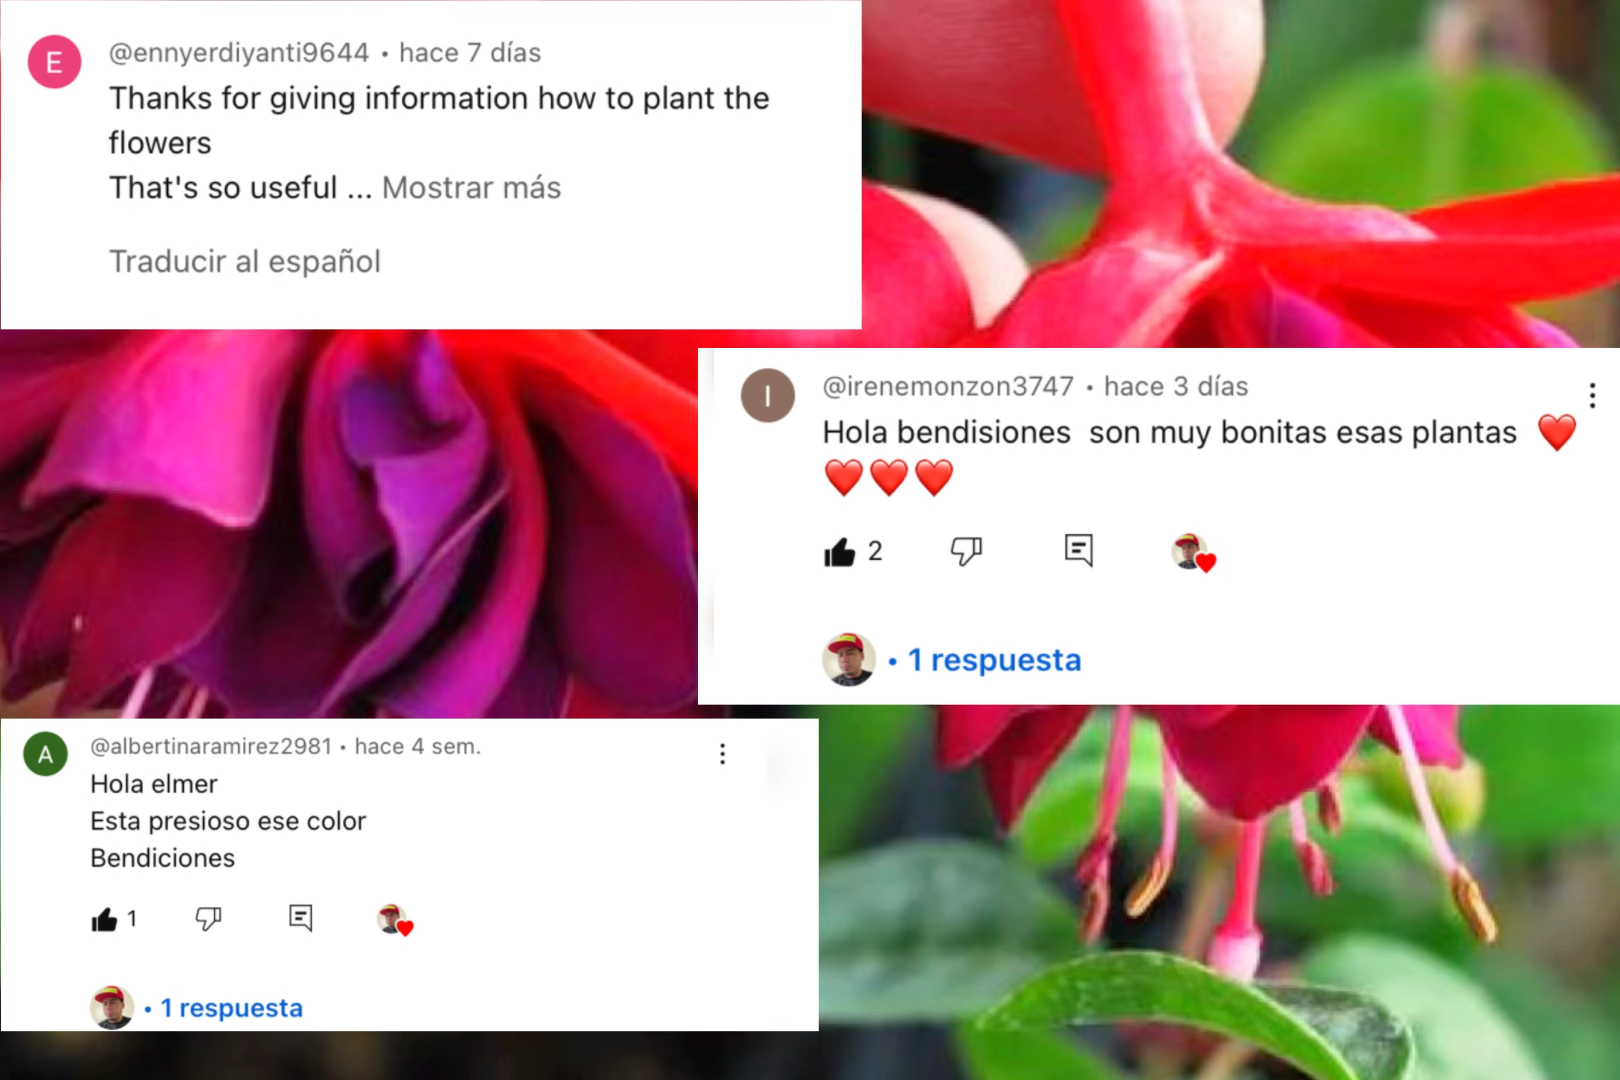 E
@ennyerdiyanti9644 • hace 7 días
Thanks for giving information how to plant the
flowers
That's so useful ... Mostrar más
Traducir al español
I
@irenemonzon3747 • hace 3 días
Hola bendisiones  son muy bonitas esas plantas ❤️
❤️❤️❤️
2
• 1 respuesta
A
@albertinaramirez2981 • hace 4 sem.
Hola elmer
Esta presioso ese color
Bendiciones
1
• 1 respuesta